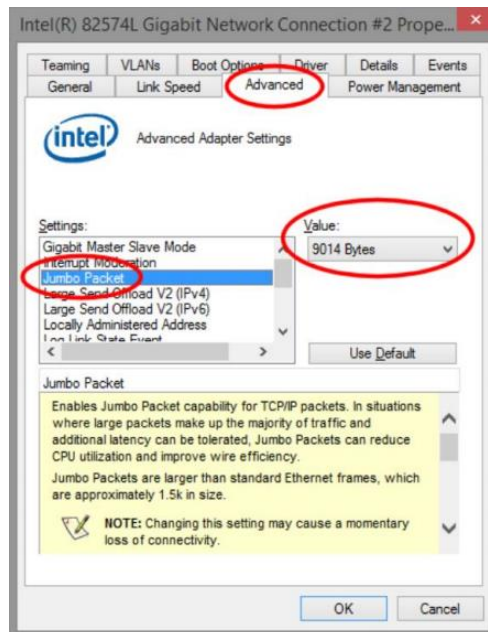 Intel(R) 82574L Gigabit Network Connection #2 Prope...
Teaming VLANs Boot Options Driver Details Events
General Link Speed Advanced Power Management
intel Advanced Adapter Settings
Settings:
Value:
Gigabit Master Slave Mode
Interrupt Moderation
Jumbo Packet
Large Send Offload V2 (IPv4)
Large Send Offload V2 (IPv6)
Locally Administered Address
Log Link State Event
9014 Bytes
Use Default
Jumbo Packet
Enables Jumbo Packet capability for TCP/IP packets. In situations
where large packets make up the majority of traffic and
additional latency can be tolerated, Jumbo Packets can reduce
CPU utilization and improve wire efficiency.
Jumbo Packets are larger than standard Ethernet frames, which
are approximately 1.5k in size.
NOTE: Changing this setting may cause a momentary
loss of connectivity.
OK Cancel